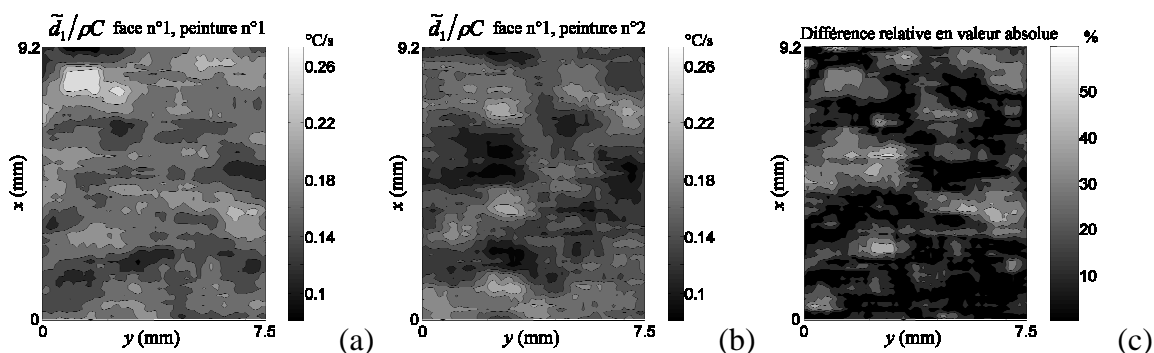 d̃₁/ρC face n°1, peinture n°1
°C/s
9.2
0.26
0.22
0.18
0.14
0.1
x (mm)
0
0
7.5
y (mm)
(a)
d̃₁/ρC face n°1, peinture n°2
°C/s
9.2
0.26
0.22
0.18
0.14
0.1
x (mm)
0
0
7.5
y (mm)
(b)
Différence relative en valeur absolue
%
9.2
50
40
30
20
10
x (mm)
0
0
7.5
y (mm)
(c)